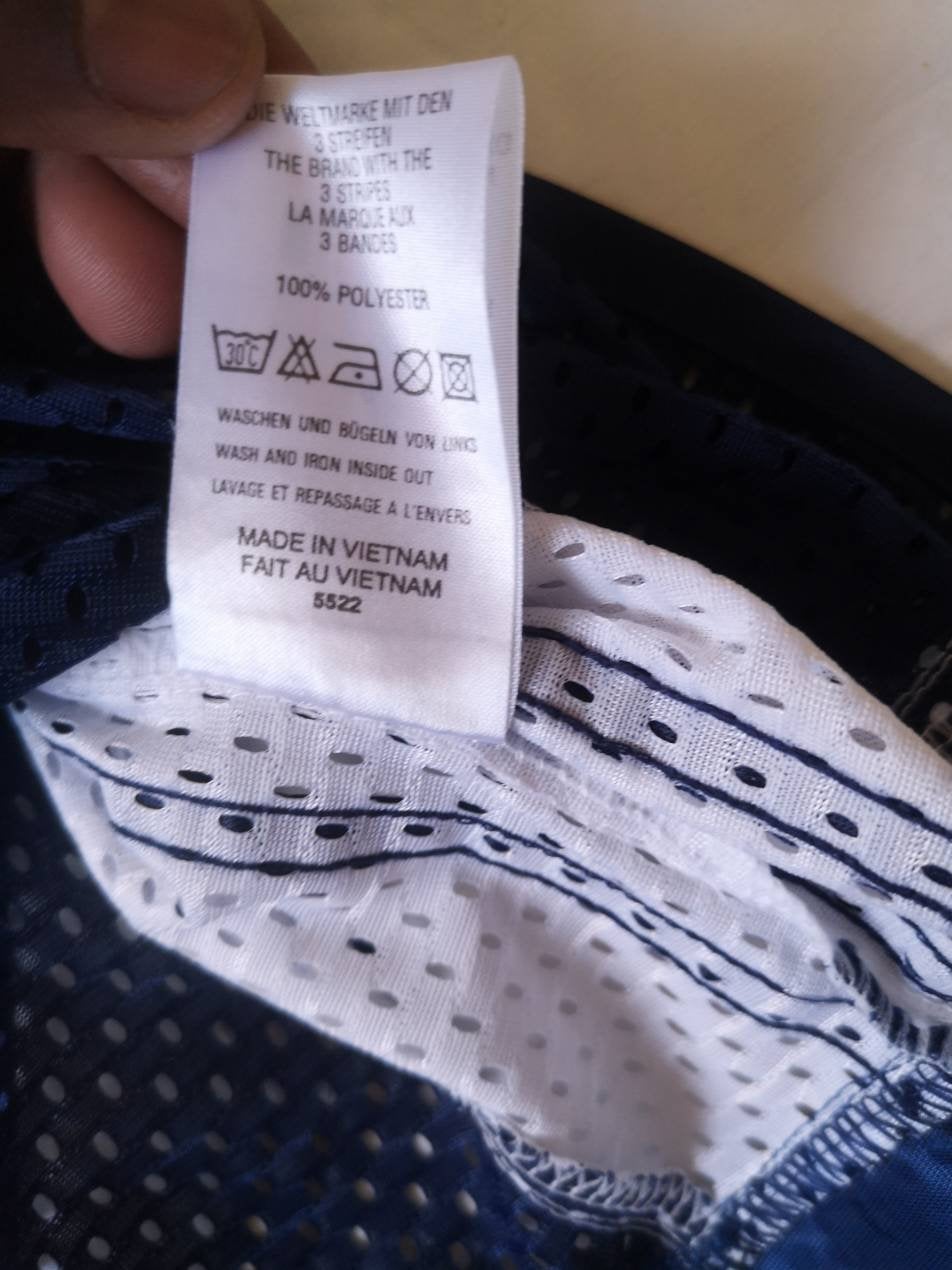 DIE WELTMARKE MIT DEN
3 STREIFEN
THE BRAND WITH THE
3 STRIPES
LA MARQUE AUX
3 BANDES
100% POLYESTER
30°C
WASCHEN UND BÜGELN VON LINKS
WASH AND IRON INSIDE OUT
LAVAGE ET REPASSAGE A L'ENVERS
MADE IN VIETNAM
FAIT AU VIETNAM
5522